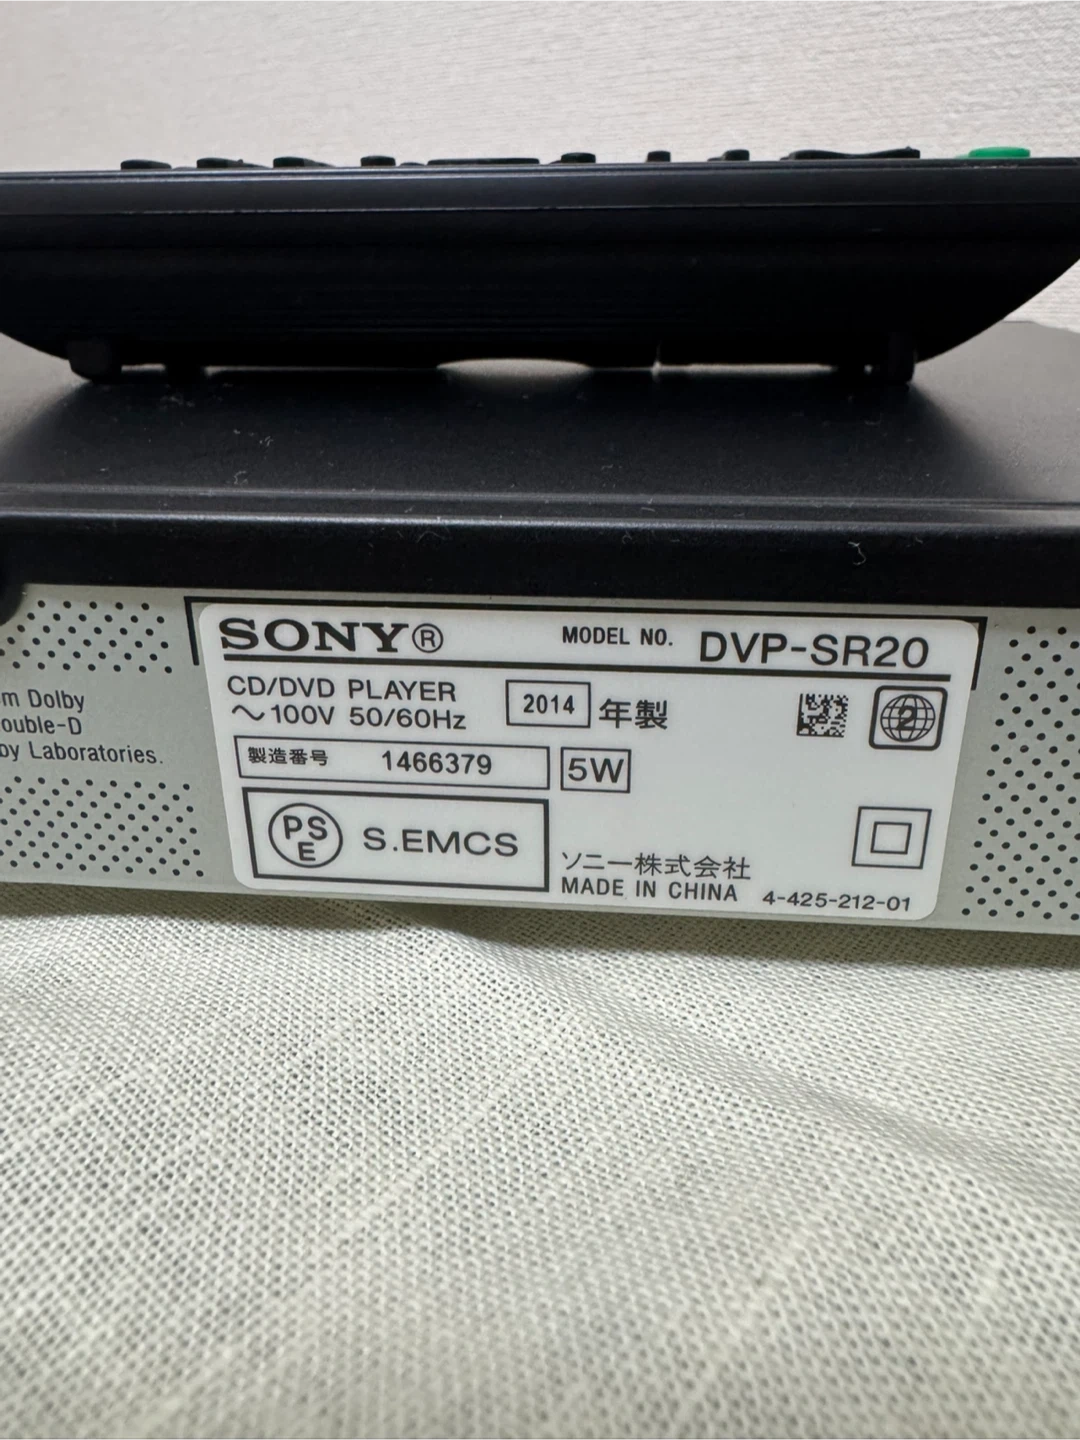 SONY®
MODEL NO. DVP-SR20
CD/DVD PLAYER
～100V 50/60Hz
2014 年製
2
製造番号 1466379
5W
PSE
S.EMCS
ソニー株式会社
MADE IN CHINA 4-425-212-01
Dolby
ouble-D
Laboratories.